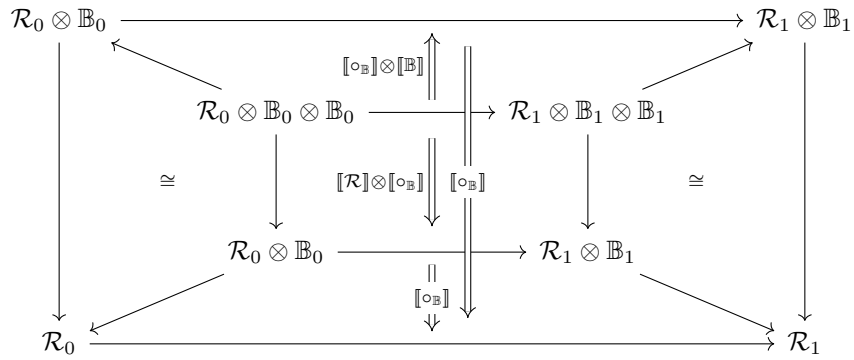 𝓡₀ ⊗ 𝔹₀ 𝓡₁ ⊗ 𝔹₁
⟦∘_𝔹⟧⊗⟦𝔹⟧
𝓡₀ ⊗ 𝔹₀ ⊗ 𝔹₀ 𝓡₁ ⊗ 𝔹₁ ⊗ 𝔹₁
≅ ⟦𝓡⟧⊗⟦∘_𝔹⟧ ⟦∘_𝔹⟧ ≅
𝓡₀ ⊗ 𝔹₀ 𝓡₁ ⊗ 𝔹₁
⟦∘_𝔹⟧
𝓡₀ 𝓡₁